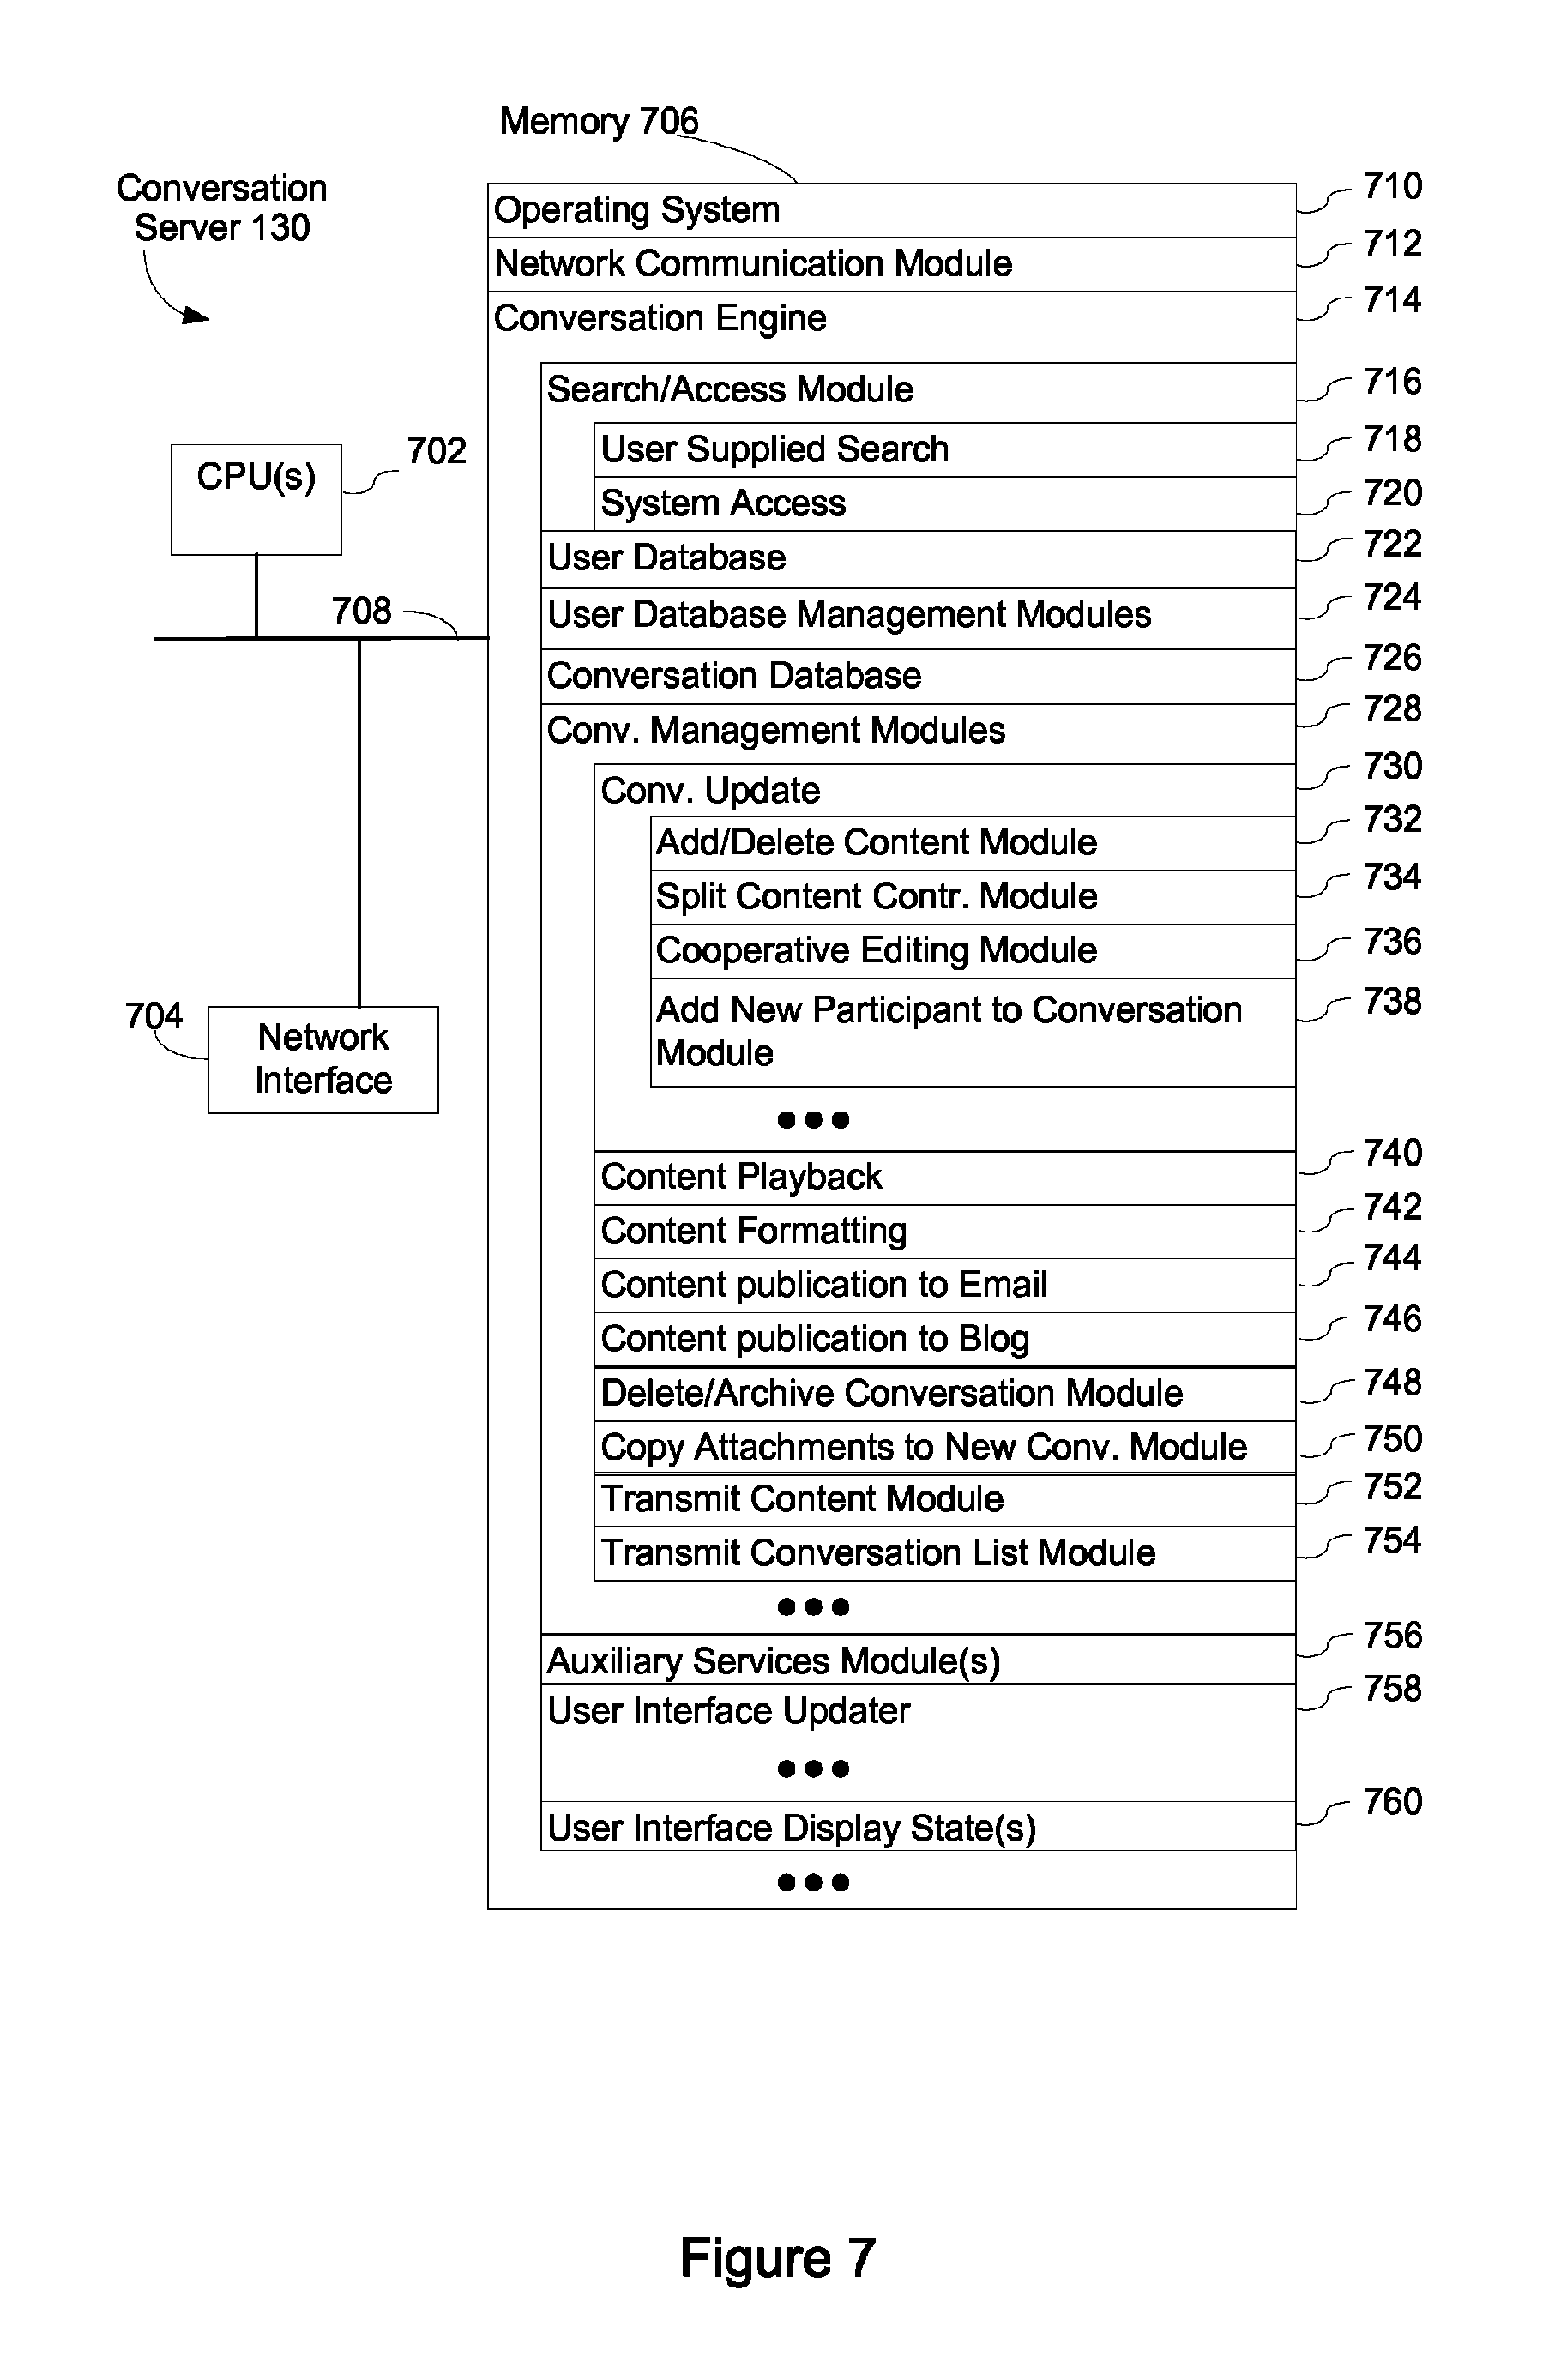 Memory 706
Conversation
Server 130
Operating System 710
Network Communication Module 712
Conversation Engine 714
Search/Access Module 716
User Supplied Search 718
System Access 720
User Database 722
User Database Management Modules 724
Conversation Database 726
Conv. Management Modules 728
Conv. Update 730
Add/Delete Content Module 732
Split Content Contr. Module 734
Cooperative Editing Module 736
Add New Participant to Conversation 738
Module
Content Playback 740
Content Formatting 742
Content publication to Email 744
Content publication to Blog 746
Delete/Archive Conversation Module 748
Copy Attachments to New Conv. Module 750
Transmit Content Module 752
Transmit Conversation List Module 754
Auxiliary Services Module(s) 756
User Interface Updater 758
User Interface Display State(s) 760
CPU(s) 702
708
704
Network
Interface
Figure 7